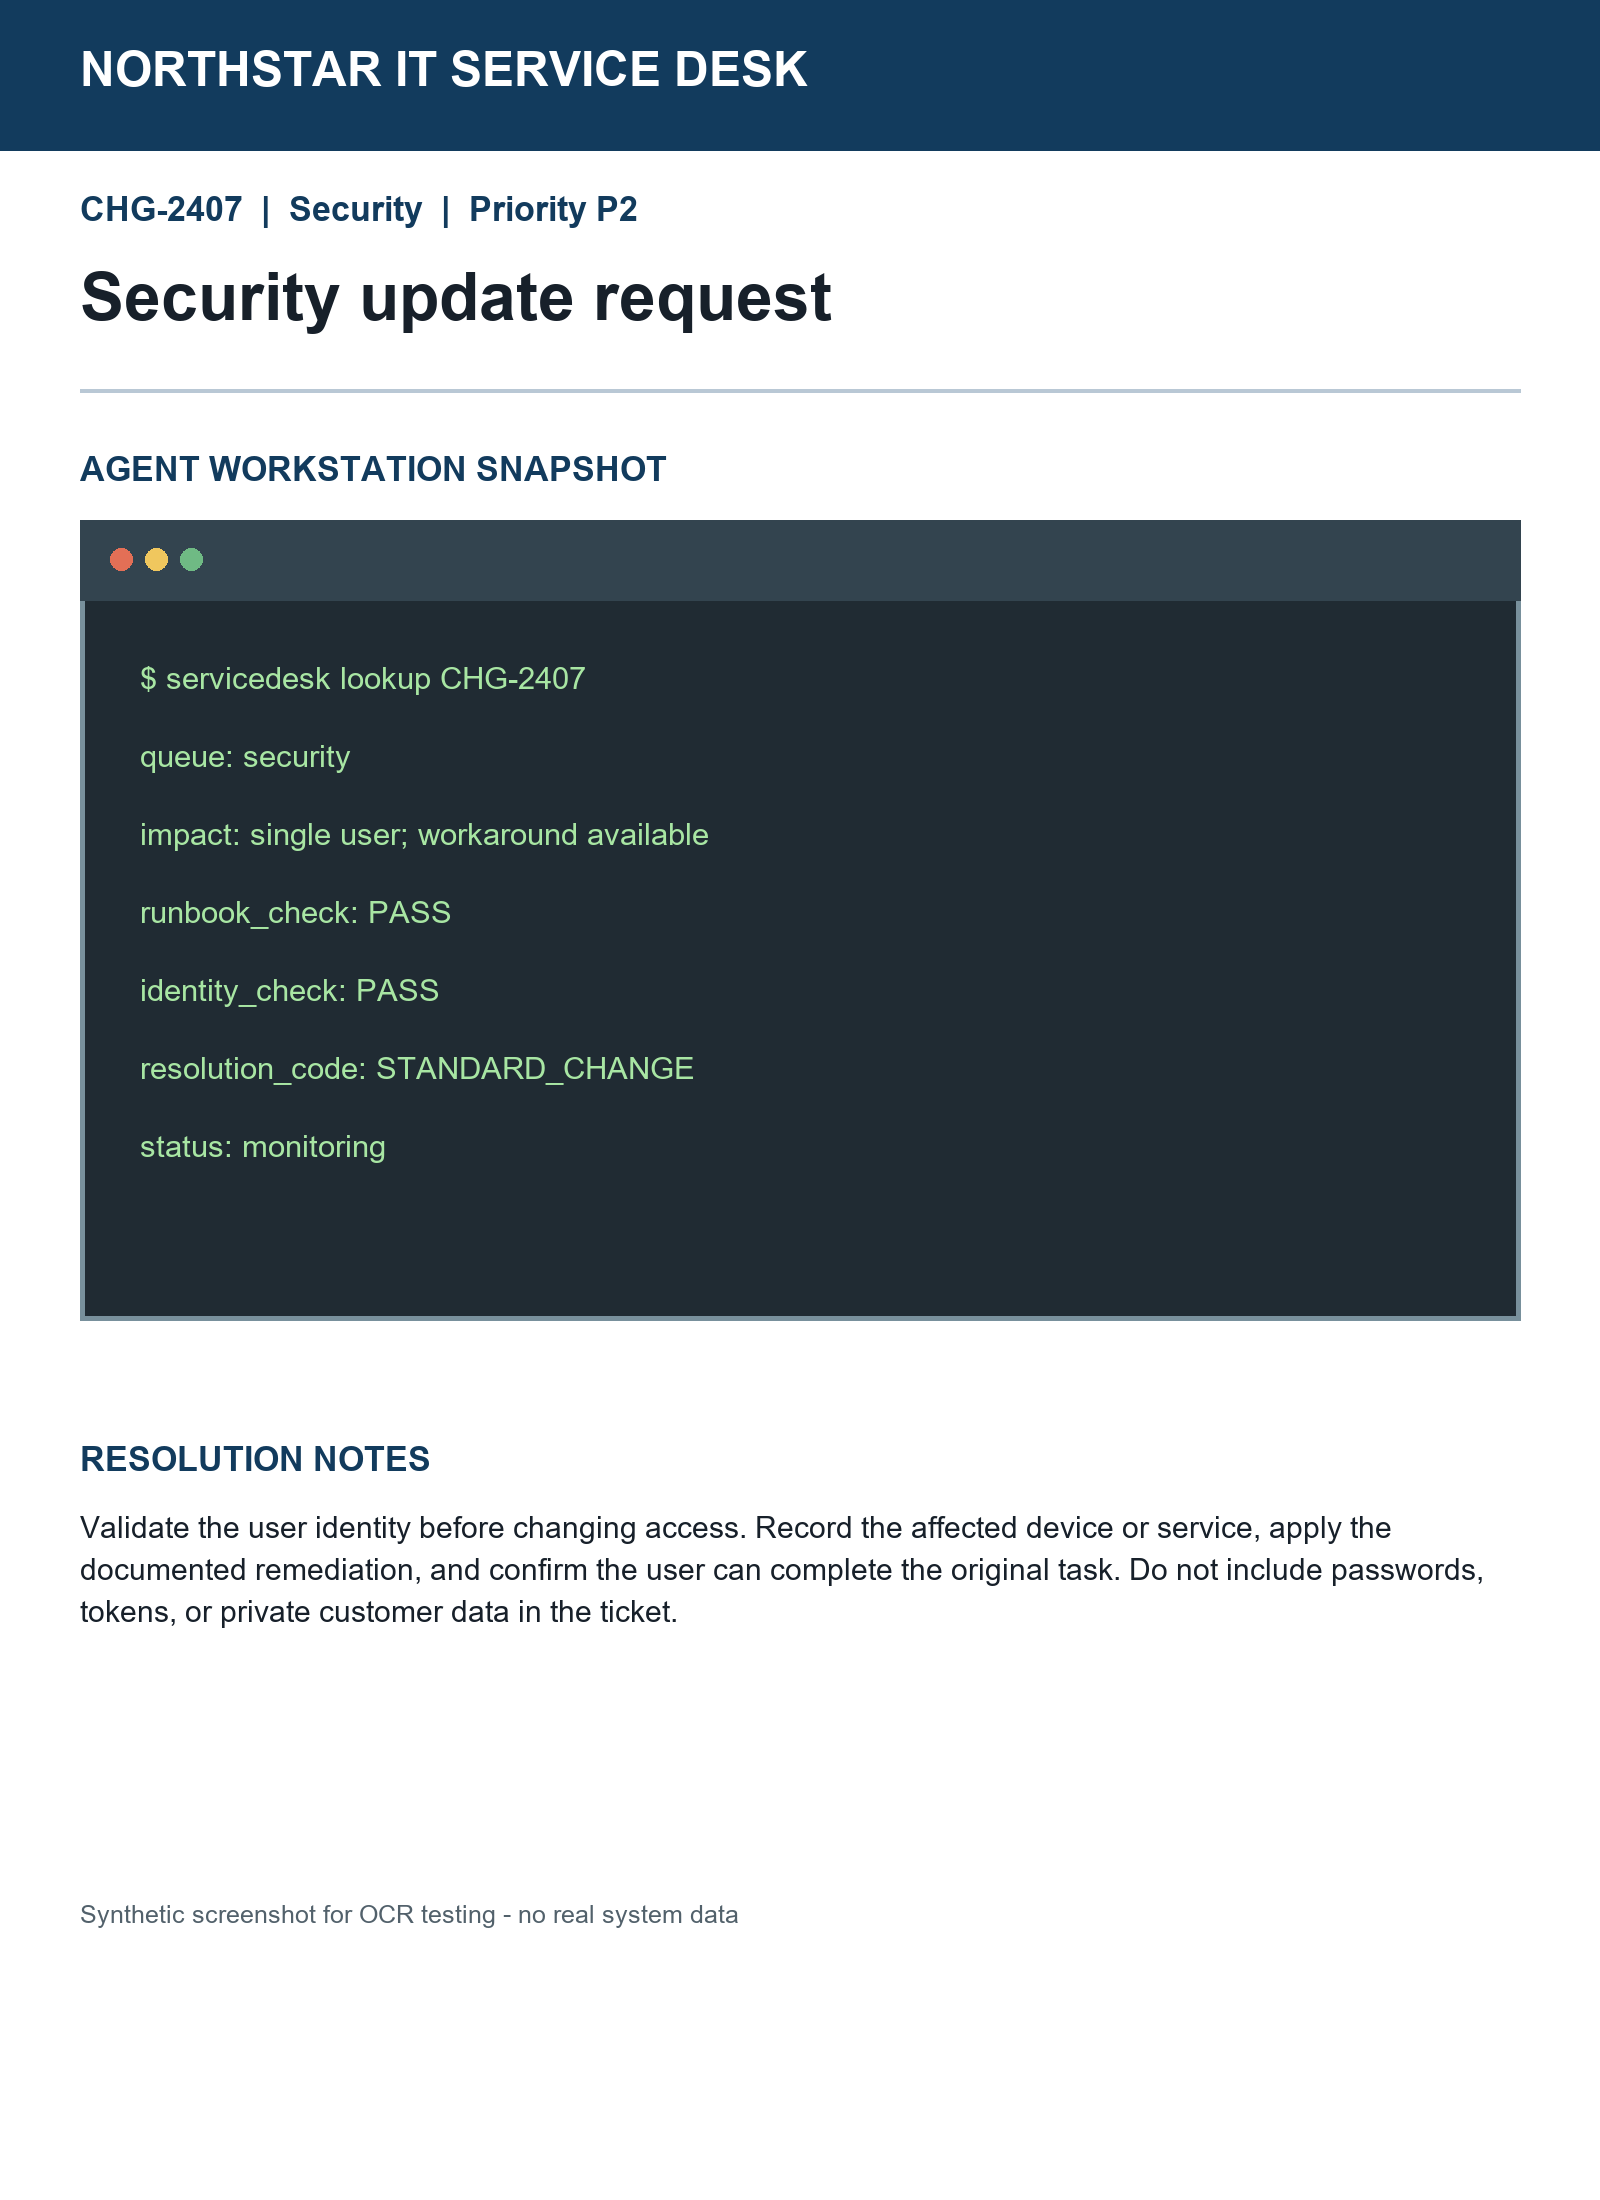 NORTHSTAR IT SERVICE DESK
CHG-2407 | Security | Priority P2
Security update request
AGENT WORKSTATION SNAPSHOT
$ servicedesk lookup CHG-2407
queue: security
impact: single user; workaround available
runbook_check: PASS
identity_check: PASS
resolution_code: STANDARD_CHANGE
status: monitoring
RESOLUTION NOTES
Validate the user identity before changing access. Record the affected device or service, apply the
documented remediation, and confirm the user can complete the original task. Do not include passwords,
tokens, or private customer data in the ticket.
Synthetic screenshot for OCR testing - no real system data